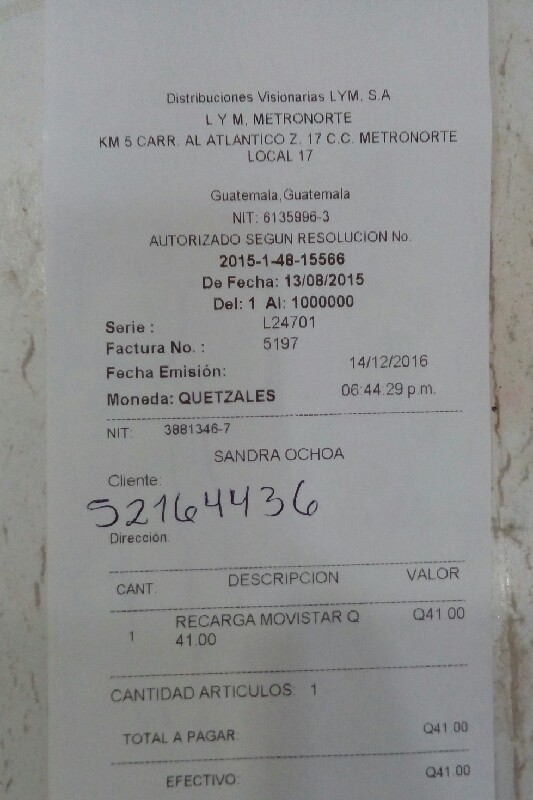 Distribuciones Visionarias LYM, S.A
L Y M, METRONORTE
KM 5 CARR. AL ATLANTICO Z. 17 C.C. METRONORTE
LOCAL 17
Guatemala,Guatemala
NIT: 6135996-3
AUTORIZADO SEGUN RESOLUCION No.
2015-1-48-15566
De Fecha: 13/08/2015
Del: 1 Al: 1000000
Serie : L24701
Factura No. : 5197
Fecha Emisión: 14/12/2016
Moneda: QUETZALES 06:44:29 p.m.
NIT: 3881346-7
SANDRA OCHOA
Cliente:
52164436
Dirección:
CANT. DESCRIPCION VALOR
1 RECARGA MOVISTAR Q Q41.00
41.00
CANTIDAD ARTICULOS: 1
TOTAL A PAGAR: Q41.00
EFECTIVO: Q41.00